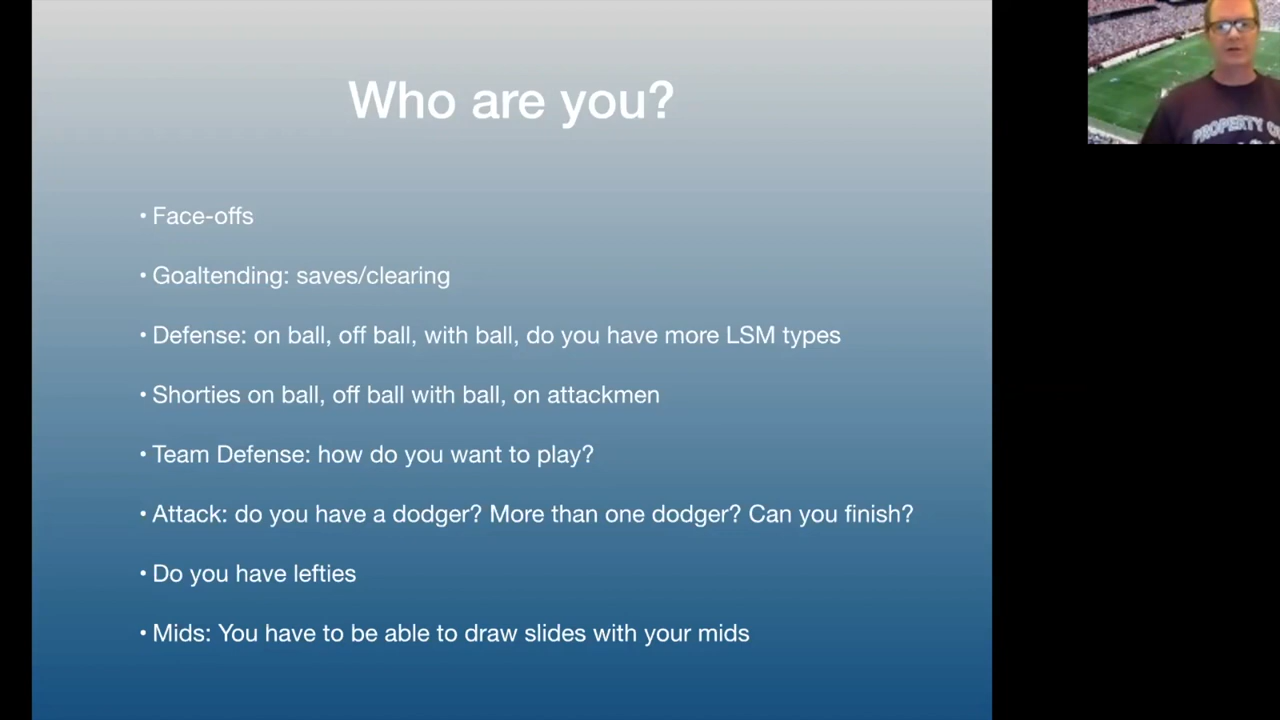 Who are you?
• Face-offs
• Goaltending: saves/clearing
• Defense: on ball, off ball, with ball, do you have more LSM types
• Shorties on ball, off ball with ball, on attackmen
• Team Defense: how do you want to play?
• Attack: do you have a dodger? More than one dodger? Can you finish?
• Do you have lefties
• Mids: You have to be able to draw slides with your mids
PROPERTY